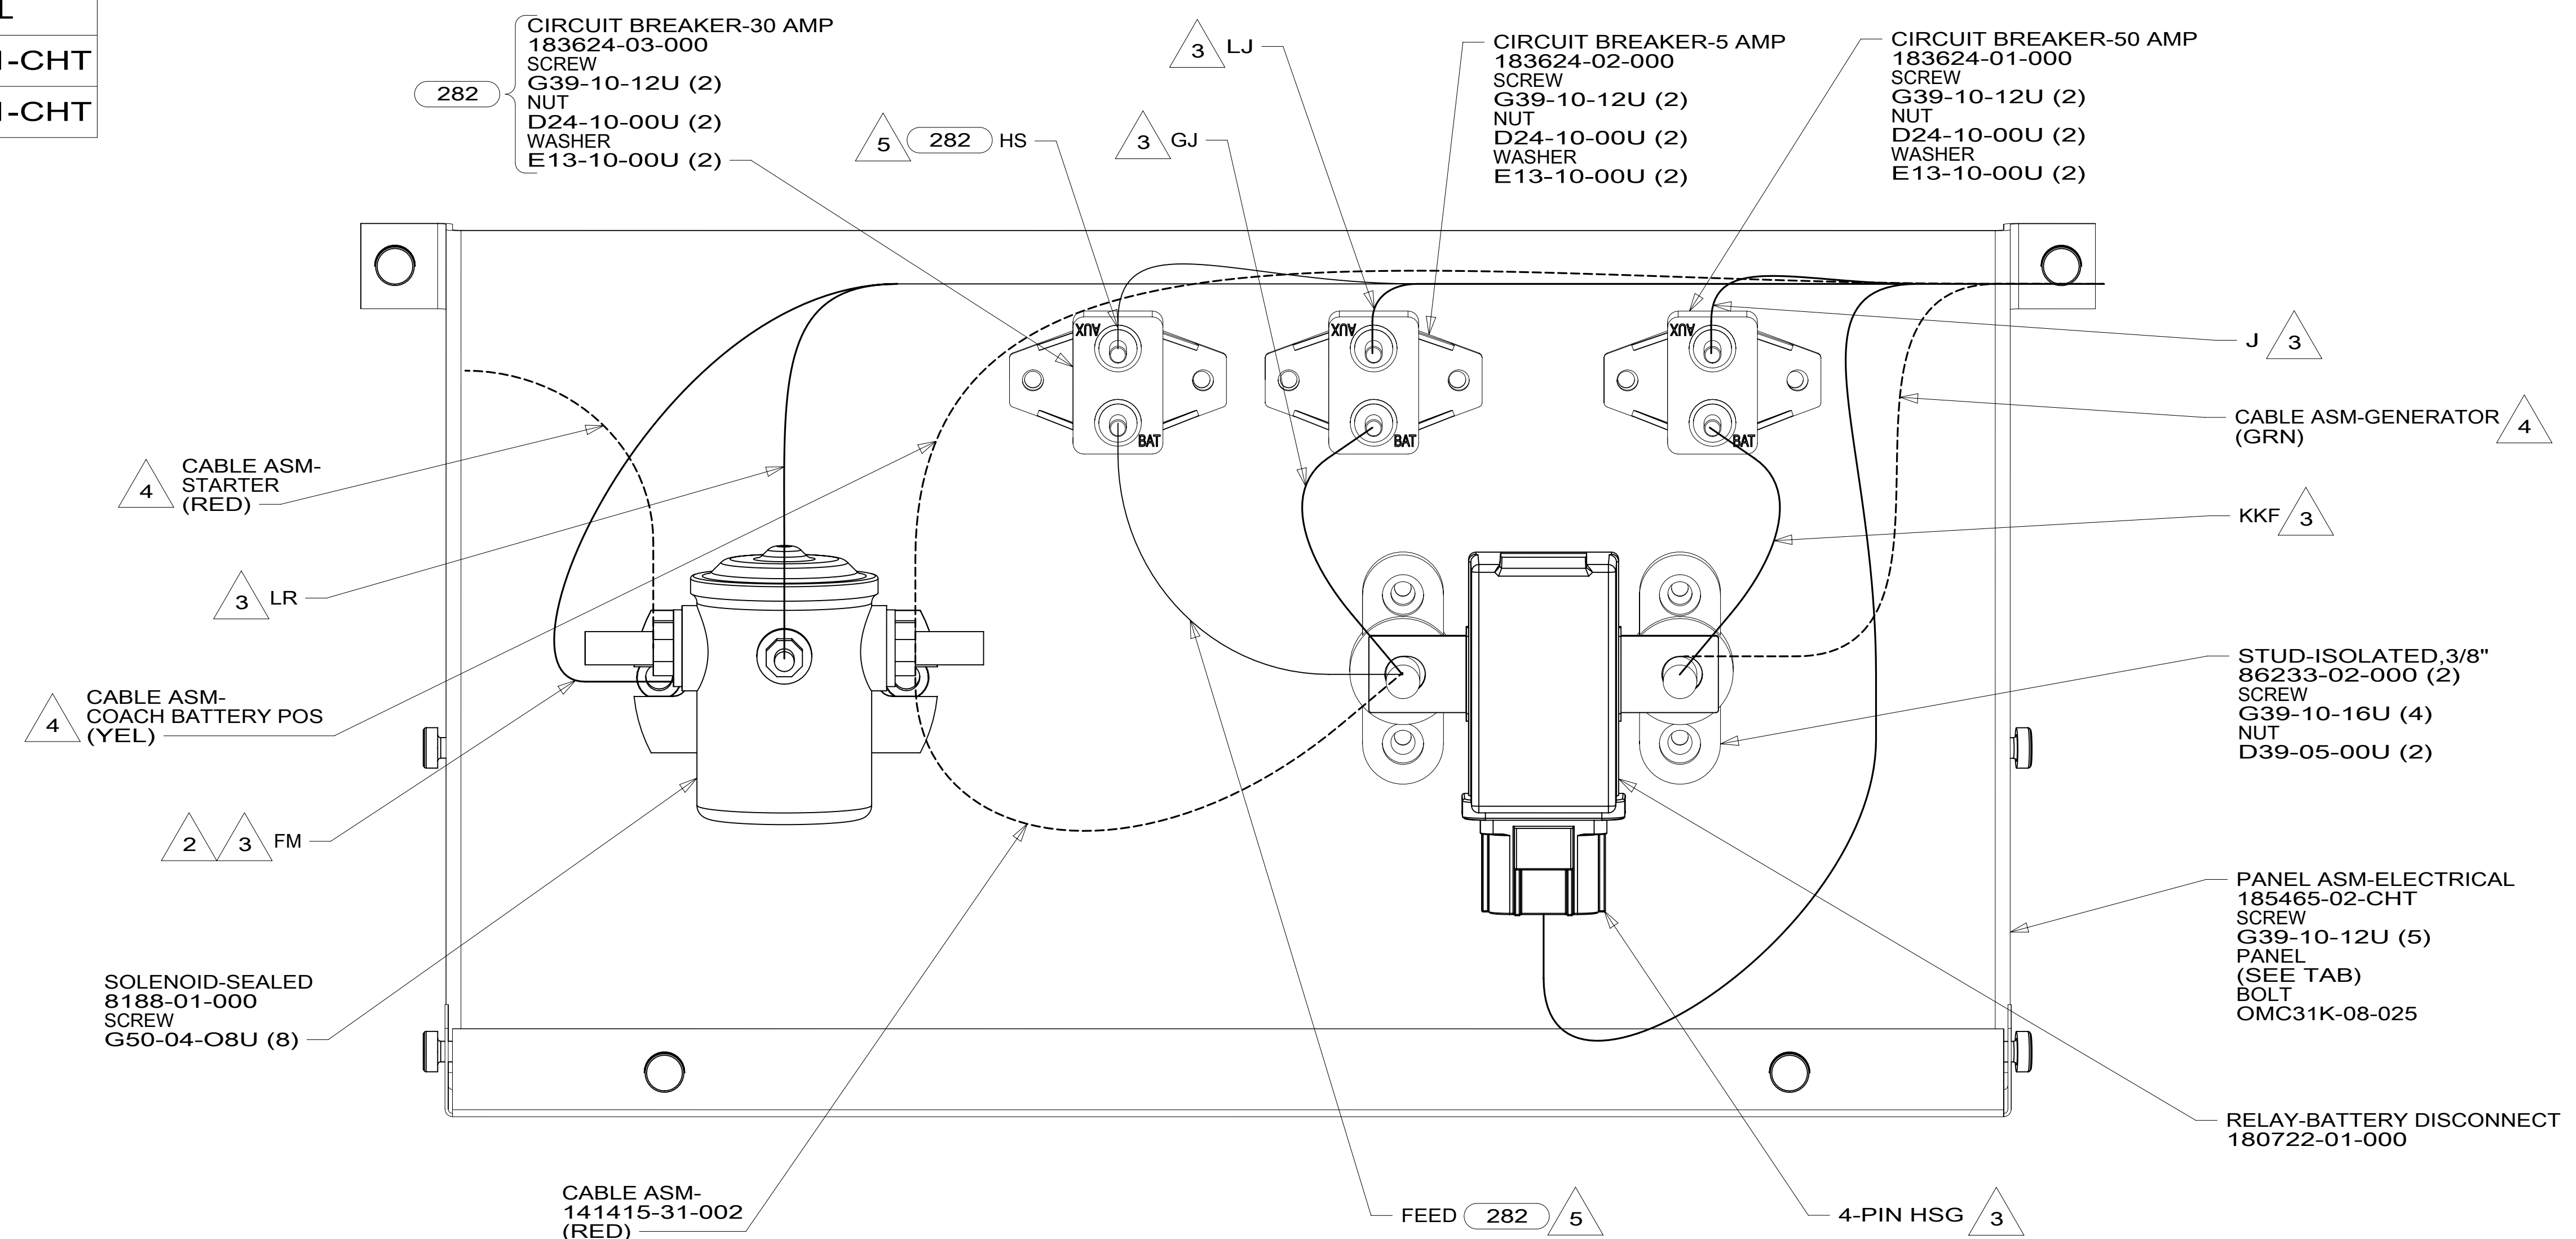 L
1-CHT
1-CHT
282
CIRCUIT BREAKER-30 AMP
183624-03-000
SCREW
G39-10-12U (2)
NUT
D24-10-00U (2)
WASHER
E13-10-00U (2)
5
282
HS
3
LJ
3
GJ
CIRCUIT BREAKER-5 AMP
183624-02-000
SCREW
G39-10-12U (2)
NUT
D24-10-00U (2)
WASHER
E13-10-00U (2)
CIRCUIT BREAKER-50 AMP
183624-01-000
SCREW
G39-10-12U (2)
NUT
D24-10-00U (2)
WASHER
E13-10-00U (2)
AUX
BAT
AUX
BAT
AUX
BAT
J
3
CABLE ASM-GENERATOR
(GRN)
4
KKF
3
4
CABLE ASM-
STARTER
(RED)
3
LR
4
CABLE ASM-
COACH BATTERY POS
(YEL)
2
3
FM
SOLENOID-SEALED
8188-01-000
SCREW
G50-04-O8U (8)
STUD-ISOLATED,3/8"
86233-02-000 (2)
SCREW
G39-10-16U (4)
NUT
D39-05-00U (2)
PANEL ASM-ELECTRICAL
185465-02-CHT
SCREW
G39-10-12U (5)
PANEL
(SEE TAB)
BOLT
OMC31K-08-025
RELAY-BATTERY DISCONNECT
180722-01-000
CABLE ASM-
141415-31-002
(RED)
FEED
282
5
4-PIN HSG
3